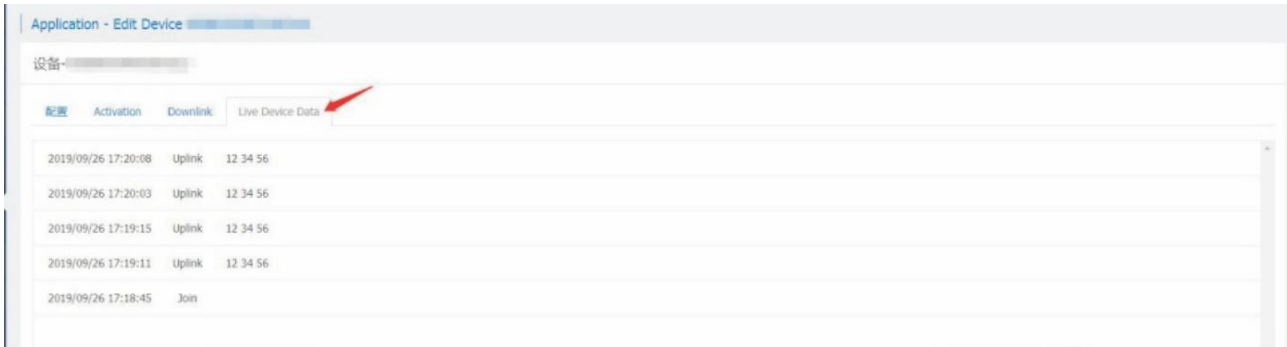 Application - Edit Device
设备-
配置 Activation Downlink Live Device Data
2019/09/26 17:20:08 Uplink 12 34 56
2019/09/26 17:20:03 Uplink 12 34 56
2019/09/26 17:19:15 Uplink 12 34 56
2019/09/26 17:19:11 Uplink 12 34 56
2019/09/26 17:18:45 Join